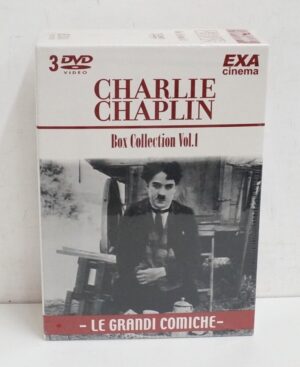 3 DVD VIDEO
EXA cinema
CHARLIE
CHAPLIN
Box Collection Vol.1
- LE GRANDI COMICHE -